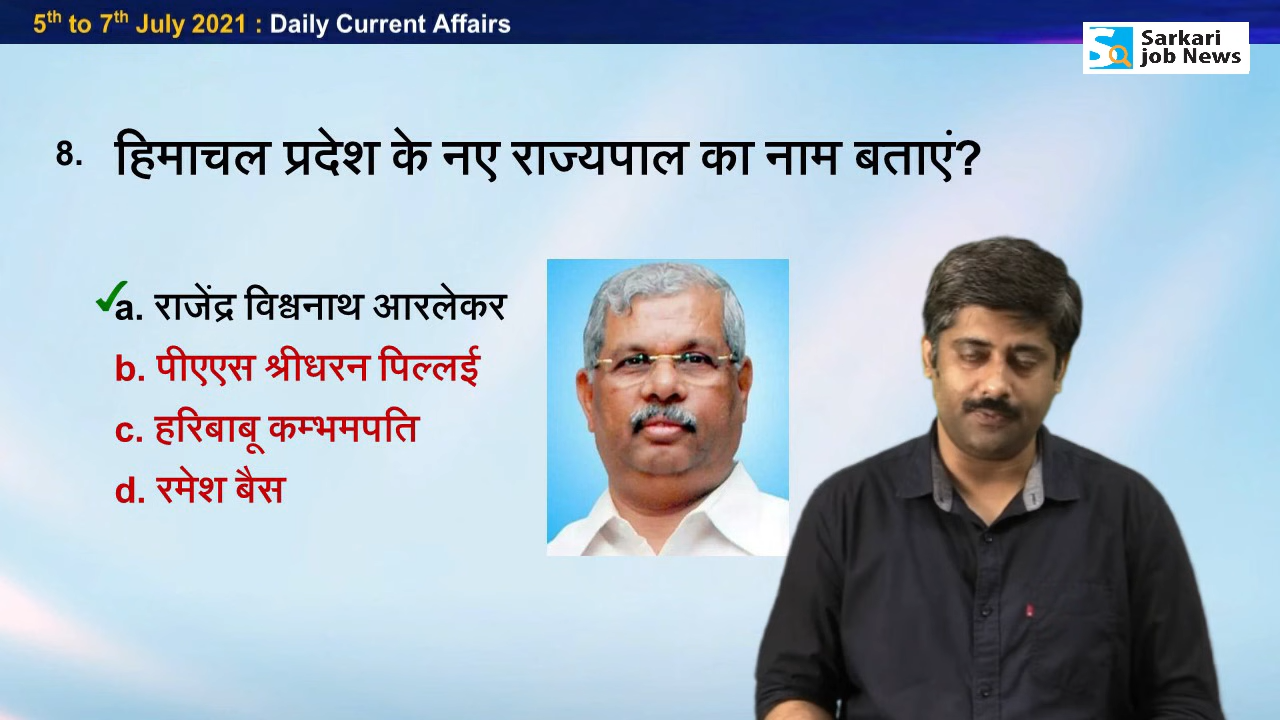 5th to 7th July 2021 : Daily Current Affairs
Sarkari
job News
8. हिमाचल प्रदेश के नए राज्यपाल का नाम बताएं?
a. राजेंद्र विश्वनाथ आरलेकर
b. पीएएस श्रीधरन पिल्लई
c. हरिबाबू कम्भमपति
d. रमेश बैस